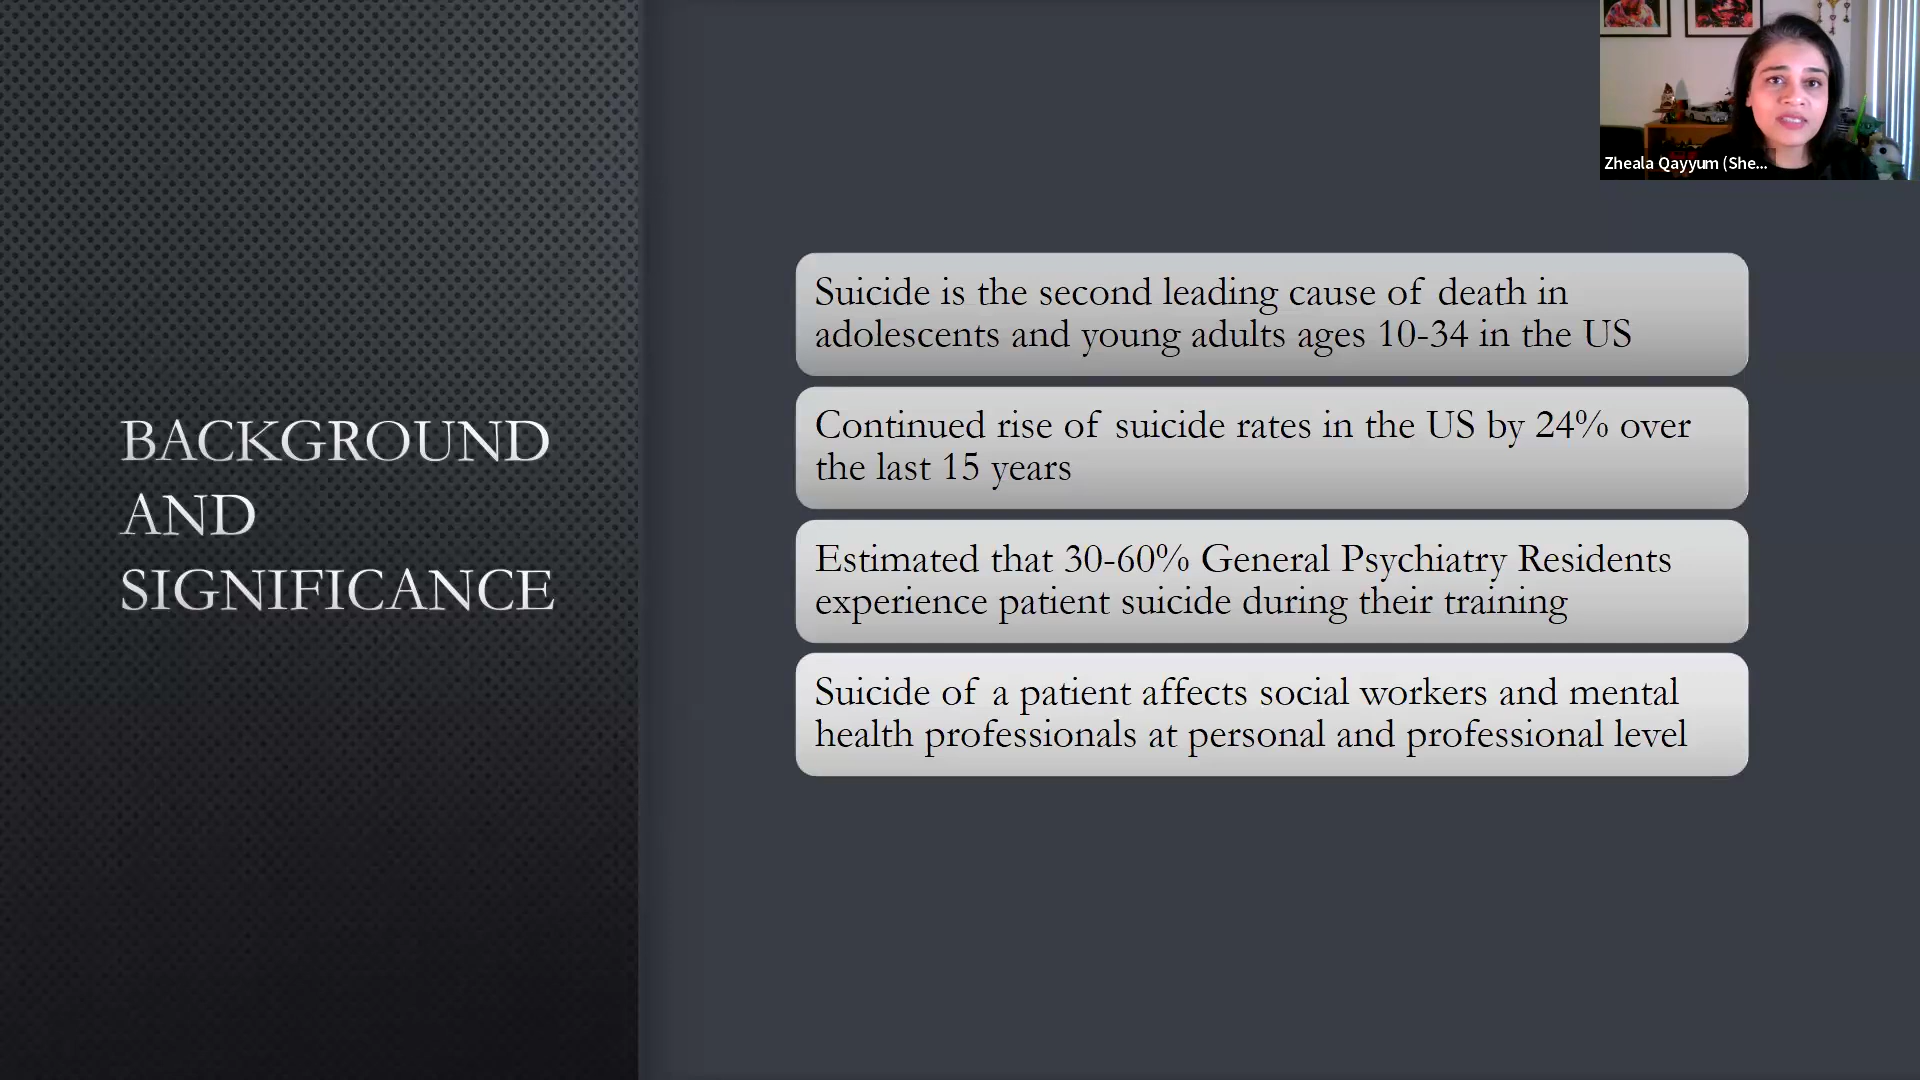 BACKGROUND
AND
SIGNIFICANCE
Suicide is the second leading cause of death in
adolescents and young adults ages 10-34 in the US
Continued rise of suicide rates in the US by 24% over
the last 15 years
Estimated that 30-60% General Psychiatry Residents
experience patient suicide during their training
Suicide of a patient affects social workers and mental
health professionals at personal and professional level
Zheala Qayyum (She...